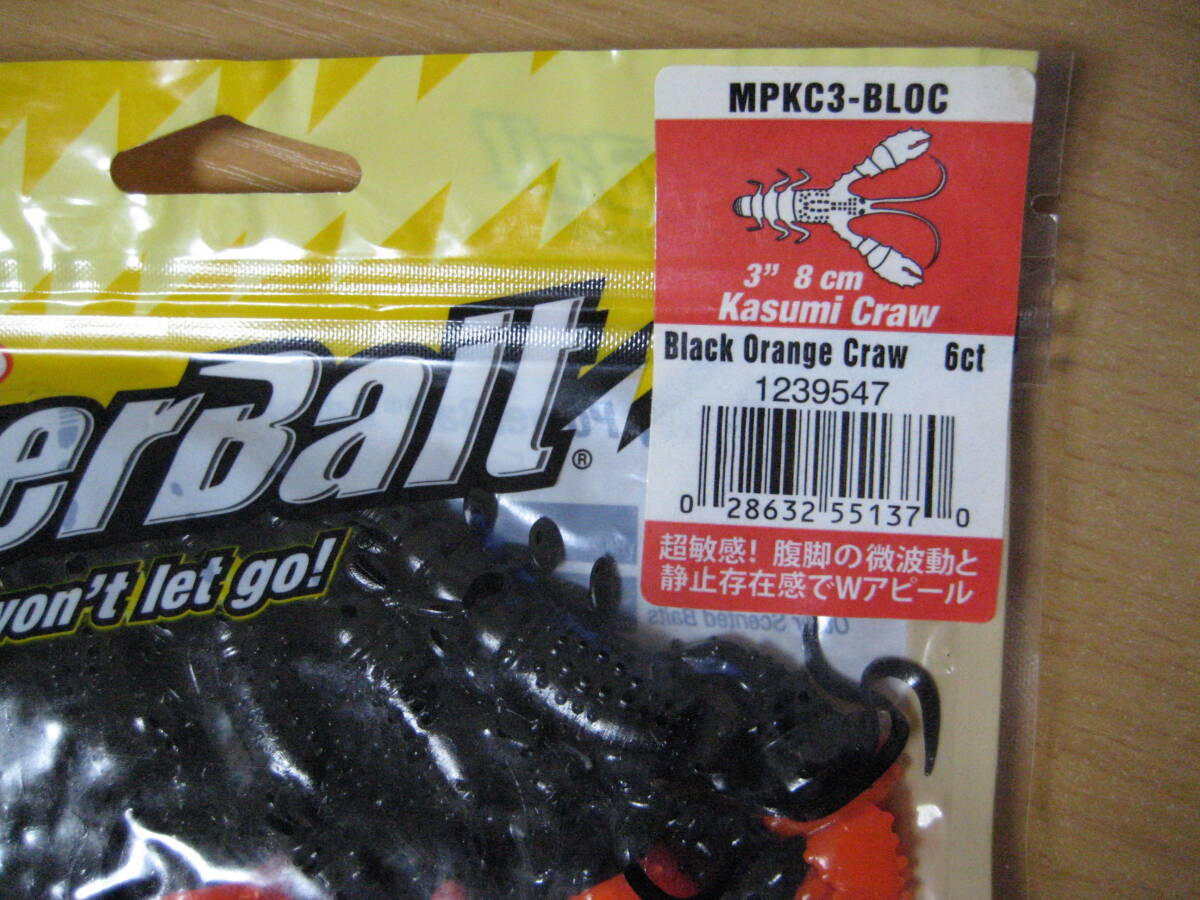 MPKC3-BLOC
3” 8 cm
Kasumi Craw
Black Orange Craw 6ct
1239547
0 28632 55137 0
超敏感！腹脚の微波動と
静止存在感でWアピール
erBait®
won't let go!